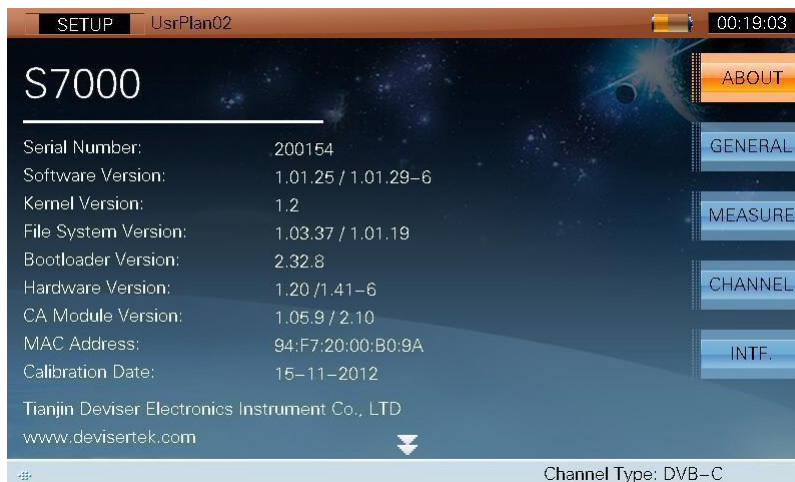 SETUP UsrPlan02 00:19:03
S7000
Serial Number: 200154
Software Version: 1.01.25 / 1.01.29-6
Kernel Version: 1.2
File System Version: 1.03.37 / 1.01.19
Bootloader Version: 2.32.8
Hardware Version: 1.20 /1.41-6
CA Module Version: 1.05.9 / 2.10
MAC Address: 94:F7:20:00:B0:9A
Calibration Date: 15-11-2012
Tianjin Deviser Electronics Instrument Co., LTD
www.devisertek.com
ABOUT
GENERAL
MEASURE
CHANNEL
INTF.
Channel Type: DVB-C